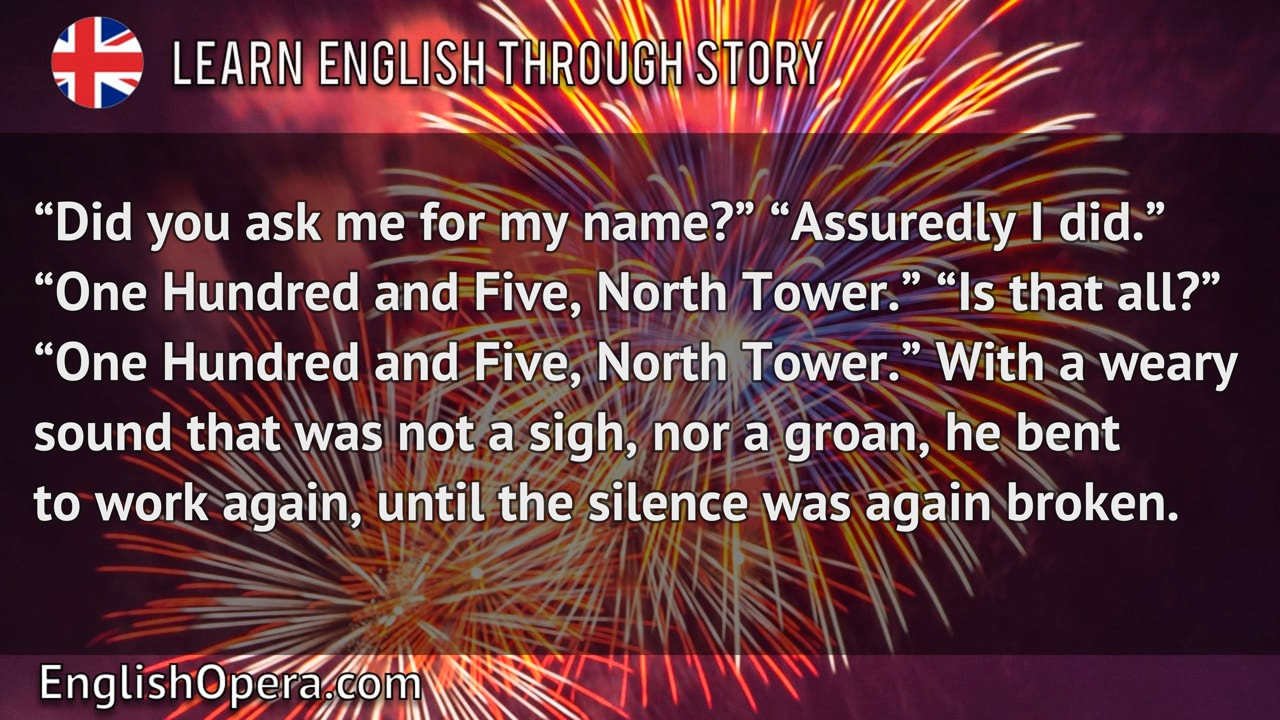 LEARN ENGLISH THROUGH STORY
“Did you ask me for my name?” “Assuredly I did.”
“One Hundred and Five, North Tower.” “Is that all?”
“One Hundred and Five, North Tower.” With a weary
sound that was not a sigh, nor a groan, he bent
to work again, until the silence was again broken.
EnglishOpera.com